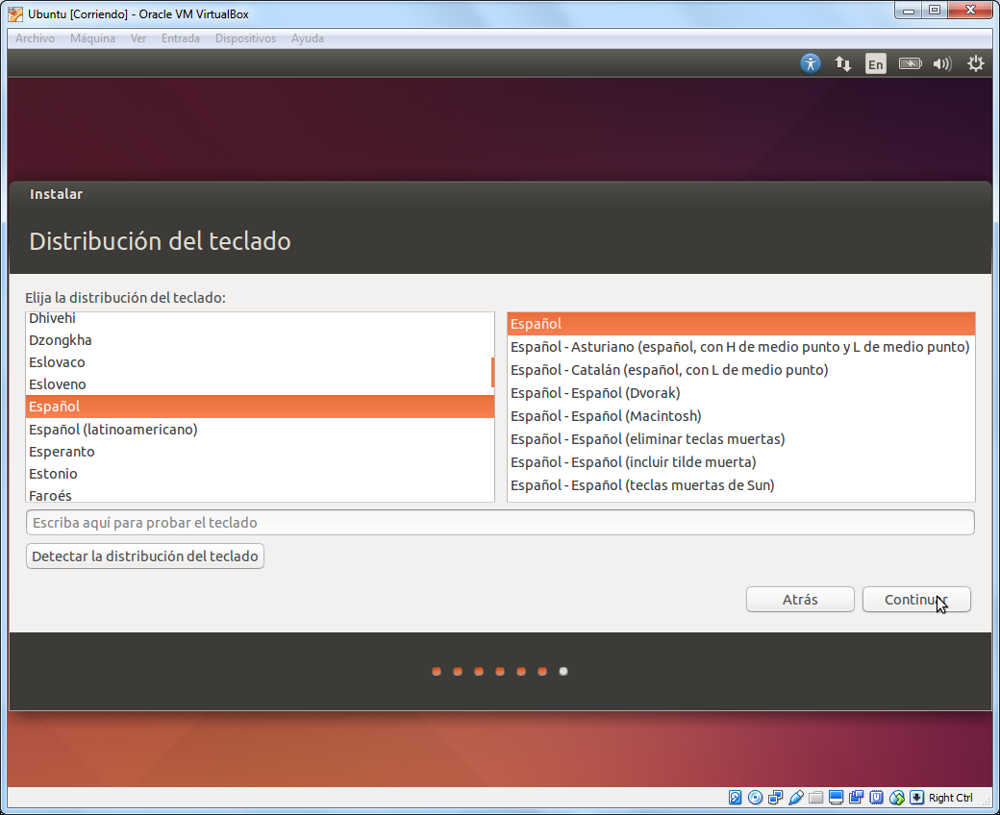 Ubuntu [Corriendo] - Oracle VM VirtualBox
Archivo Máquina Ver Entrada Dispositivos Ayuda
En
Instalar
Distribución del teclado
Elija la distribución del teclado:
Dhivehi
Dzongkha
Eslovaco
Esloveno
Español
Español (latinoamericano)
Esperanto
Estonio
Faroés
Español
Español - Asturiano (español, con H de medio punto y L de medio punto)
Español - Catalán (español, con L de medio punto)
Español - Español (Dvorak)
Español - Español (Macintosh)
Español - Español (eliminar teclas muertas)
Español - Español (incluir tilde muerta)
Español - Español (teclas muertas de Sun)
Escriba aquí para probar el teclado
Detectar la distribución del teclado
Atrás Continuar
Right Ctrl